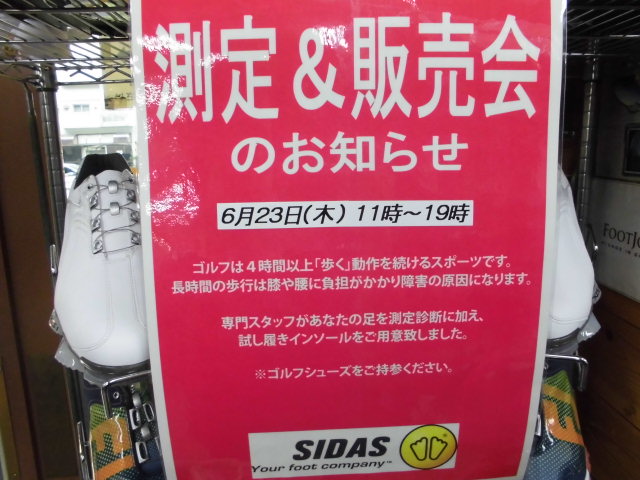 測定&販売会
のお知らせ
6月23日(木) 11時～19時
ゴルフは4時間以上「歩く」動作を続けるスポーツです。
長時間の歩行は膝や腰に負担がかかり障害の原因になります。
専門スタッフがあなたの足を測定診断に加え、
試し履きインソールをご用意致しました。
※ゴルフシューズをご持参ください。
SIDAS
Your foot company™
FOOTJO